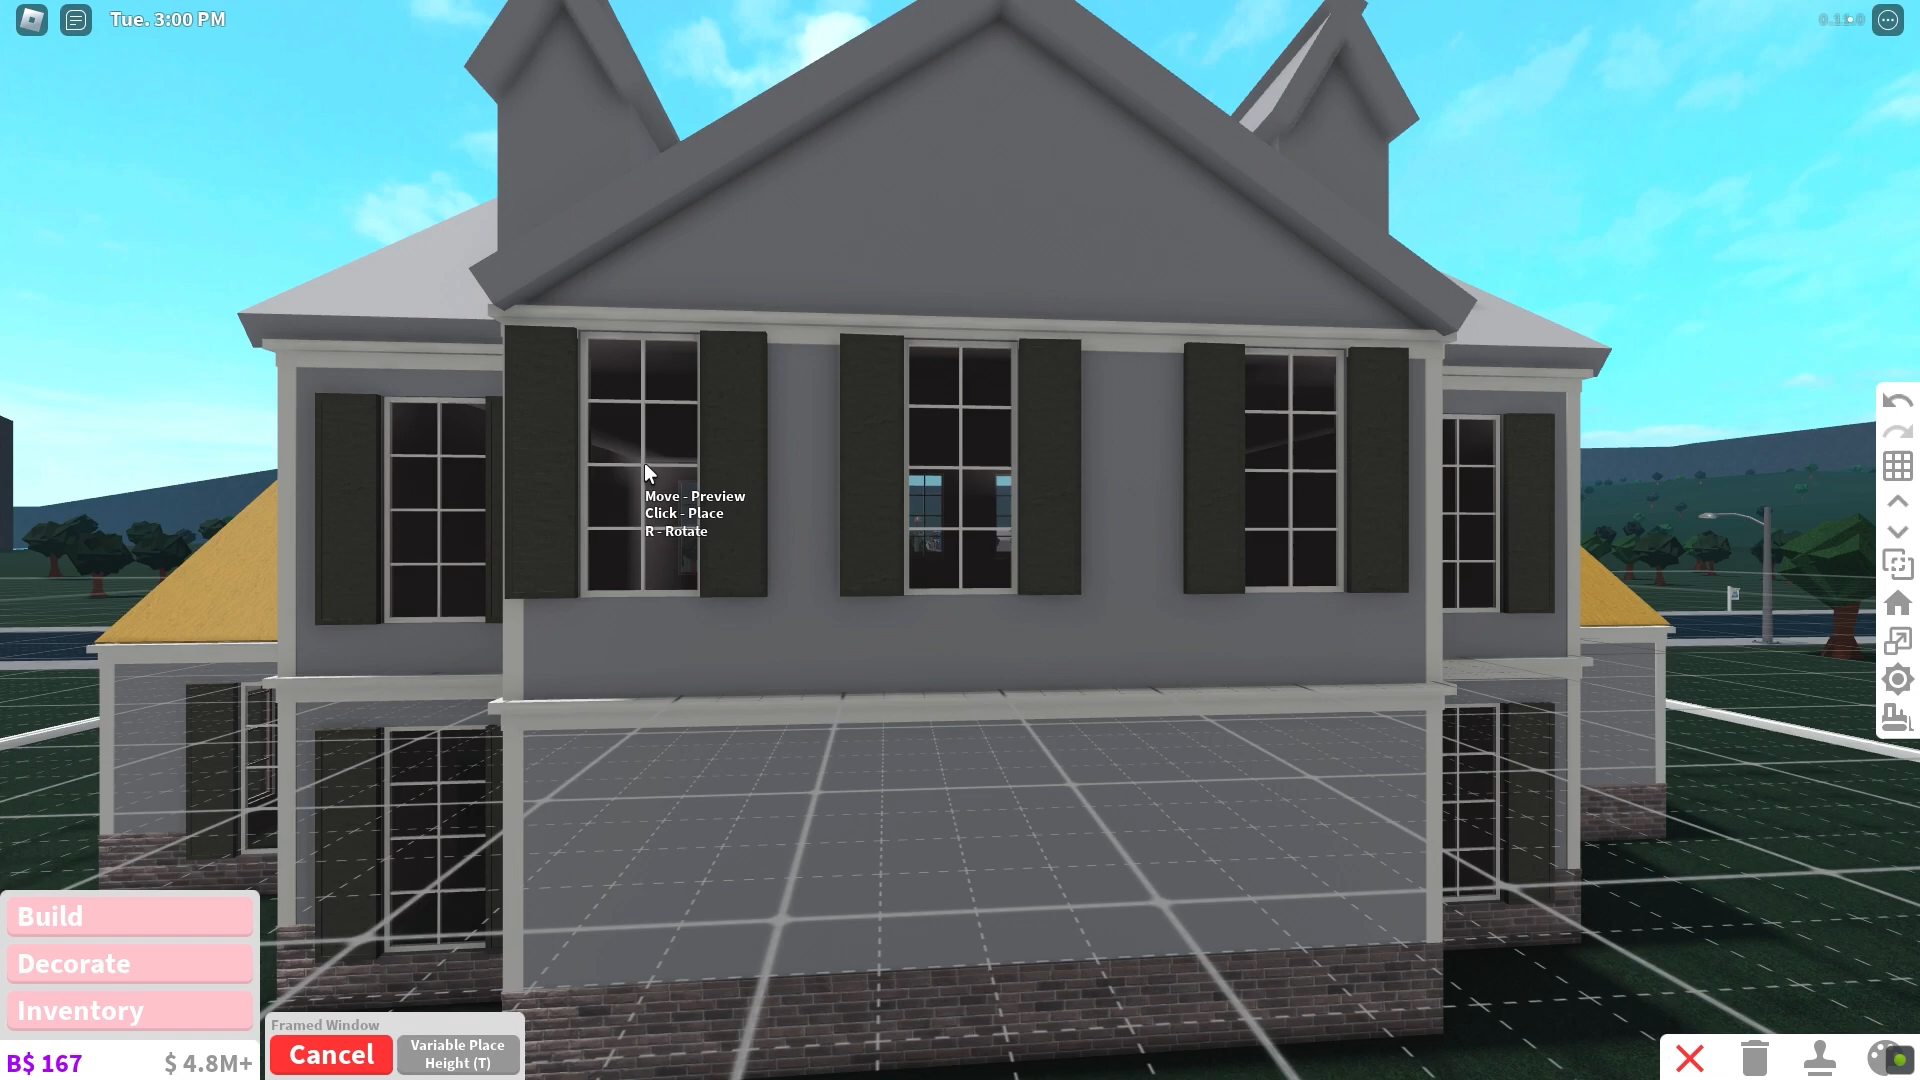 Tue. 3:00 PM
Move - Preview
Click - Place
R - Rotate
Build
Decorate
Inventory
Framed Window
Cancel
Variable Place
Height (T)
B$ 167
$ 4.8M+